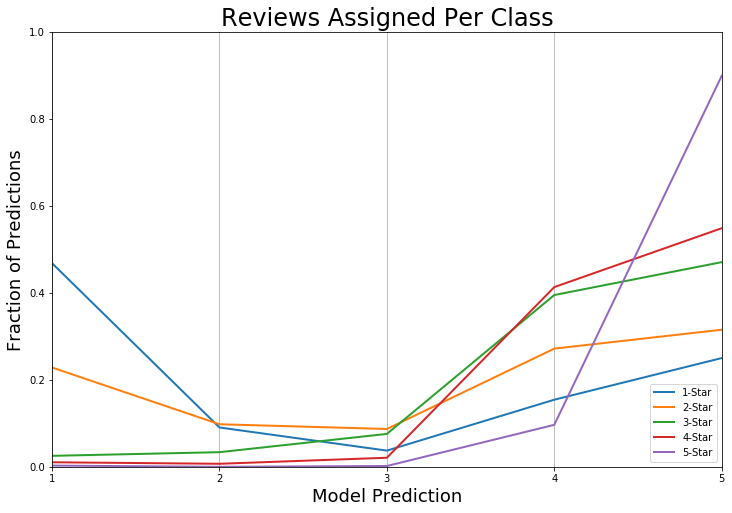 Reviews Assigned Per Class
Fraction of Predictions
1.0
0.8
0.6
0.4
0.2
0.0
1 2 3 4 5
Model Prediction
1-Star
2-Star
3-Star
4-Star
5-Star